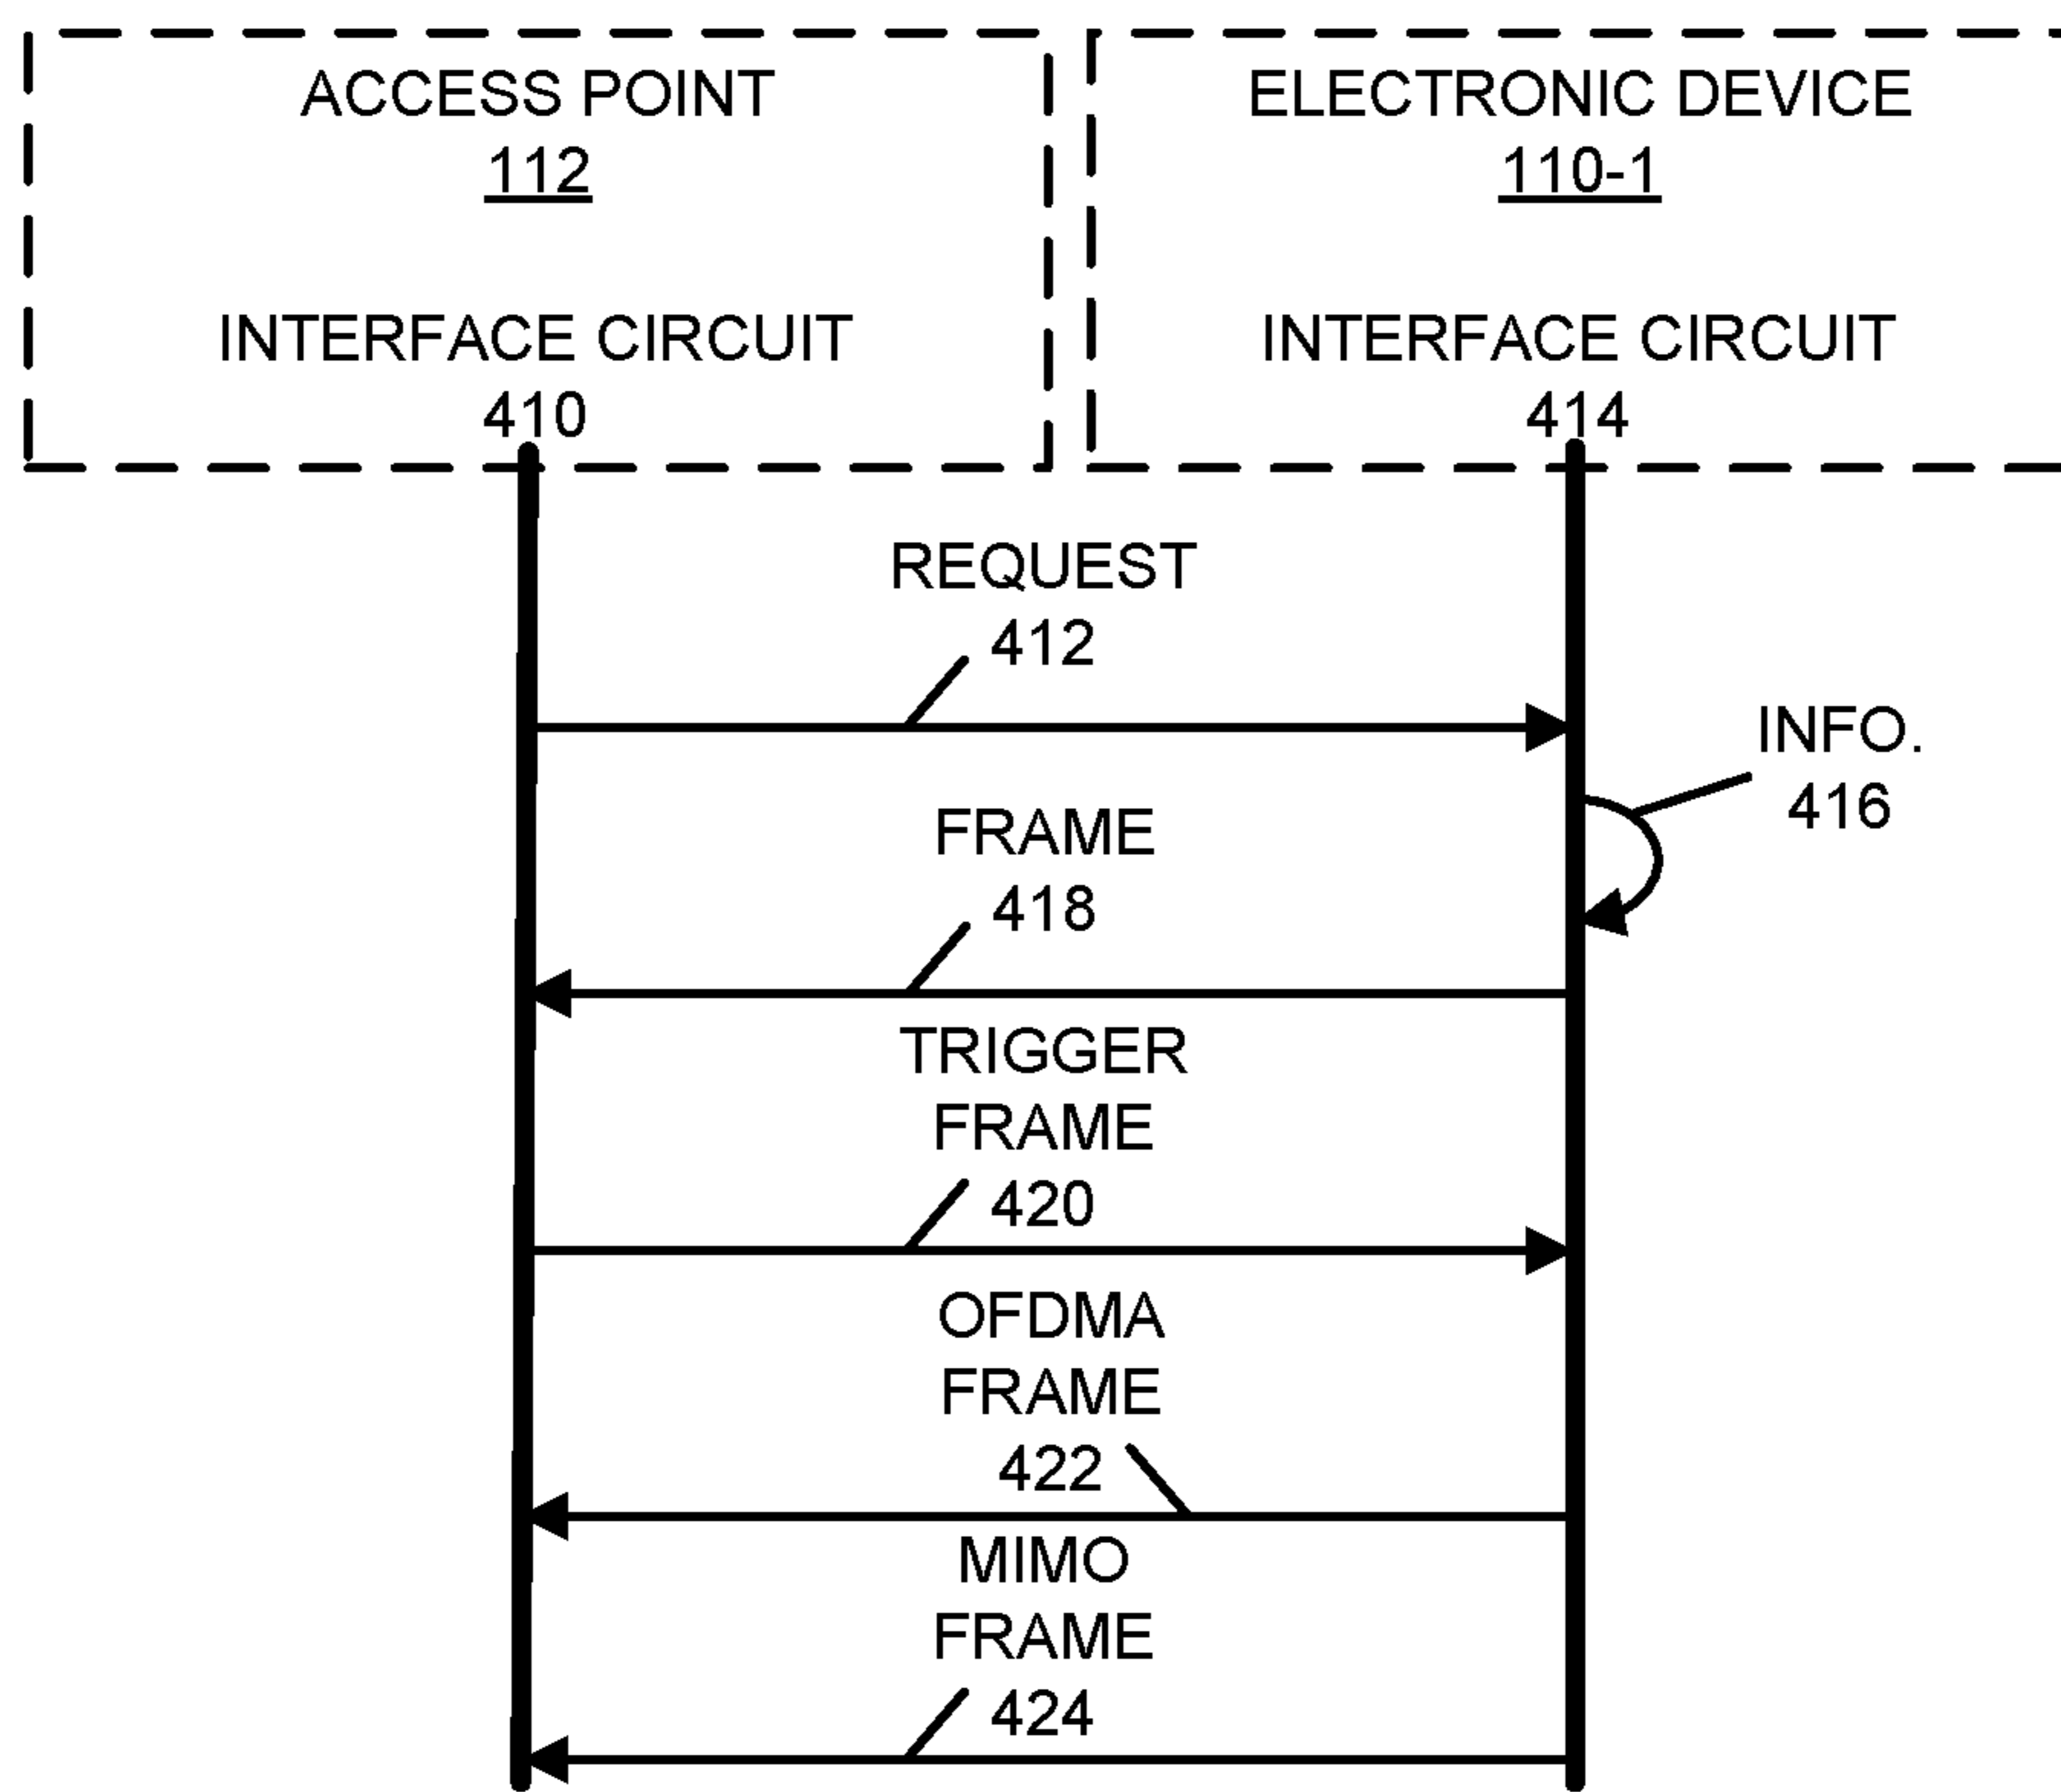 ACCESS POINT
112
INTERFACE CIRCUIT
410
ELECTRONIC DEVICE
110-1
INTERFACE CIRCUIT
414
REQUEST
412
INFO.
416
FRAME
418
TRIGGER
FRAME
420
OFDMA
FRAME
422
MIMO
FRAME
424